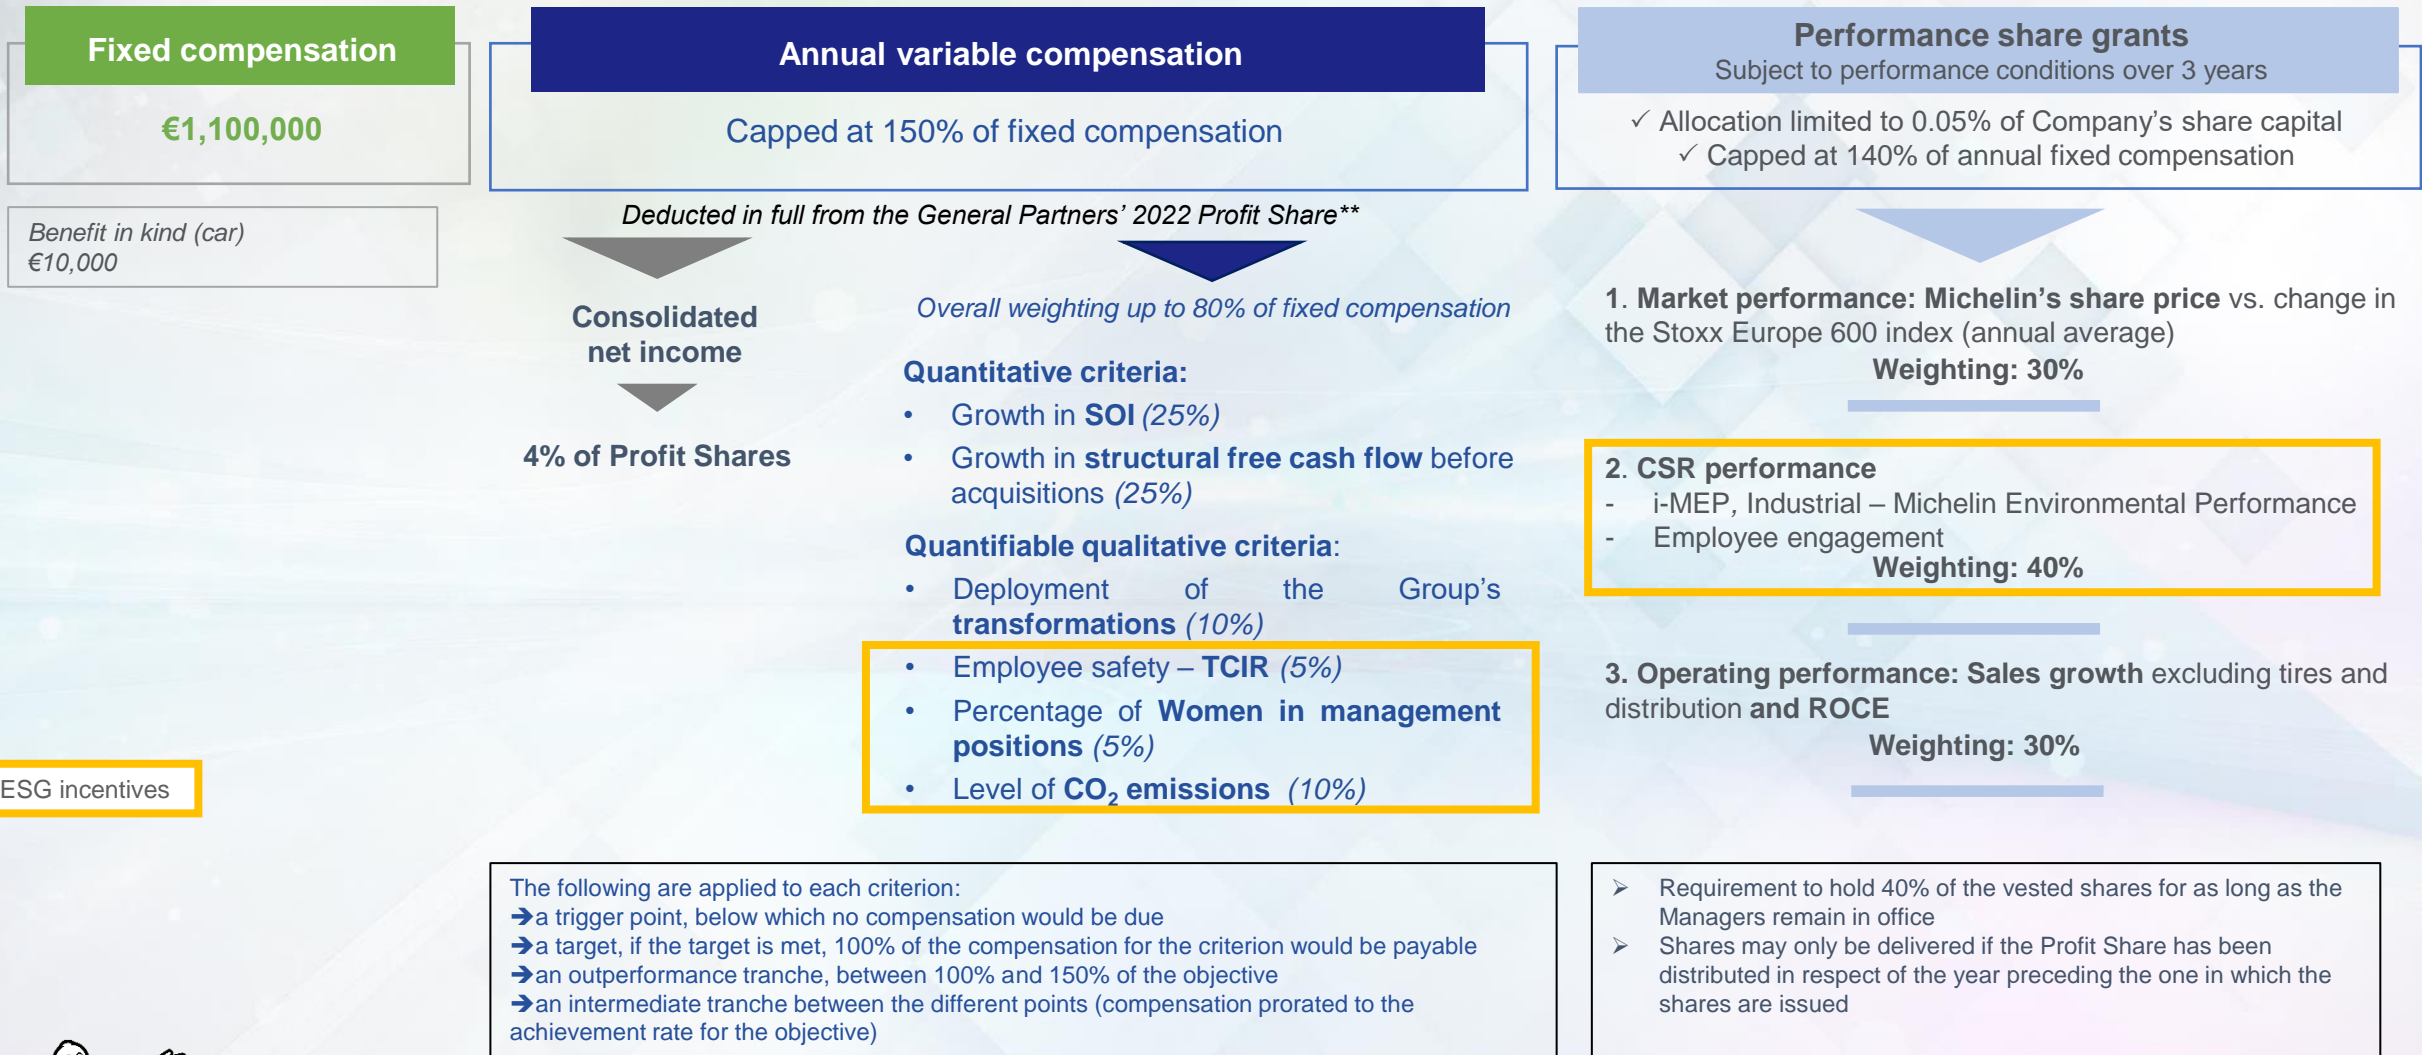 Fixed compensation
€1,100,000
Benefit in kind (car)
€10,000
Annual variable compensation
Capped at 150% of fixed compensation
Deducted in full from the General Partners’ 2022 Profit Share**
Consolidated
net income
4% of Profit Shares
Overall weighting up to 80% of fixed compensation
Quantitative criteria:
• Growth in SOI (25%)
• Growth in structural free cash flow before
acquisitions (25%)
Quantifiable qualitative criteria:
• Deployment of the Group’s
transformations (10%)
• Employee safety – TCIR (5%)
• Percentage of Women in management
positions (5%)
• Level of CO₂ emissions (10%)
Performance share grants
Subject to performance conditions over 3 years
✓ Allocation limited to 0.05% of Company’s share capital
✓ Capped at 140% of annual fixed compensation
1. Market performance: Michelin’s share price vs. change in
the Stoxx Europe 600 index (annual average)
Weighting: 30%
2. CSR performance
- i-MEP, Industrial – Michelin Environmental Performance
- Employee engagement
Weighting: 40%
3. Operating performance: Sales growth excluding tires and
distribution and ROCE
Weighting: 30%
ESG incentives
The following are applied to each criterion:
➔a trigger point, below which no compensation would be due
➔a target, if the target is met, 100% of the compensation for the criterion would be payable
➔an outperformance tranche, between 100% and 150% of the objective
➔an intermediate tranche between the different points (compensation prorated to the
achievement rate for the objective)
➢ Requirement to hold 40% of the vested shares for as long as the
Managers remain in office
➢ Shares may only be delivered if the Profit Share has been
distributed in respect of the year preceding the one in which the
shares are issued